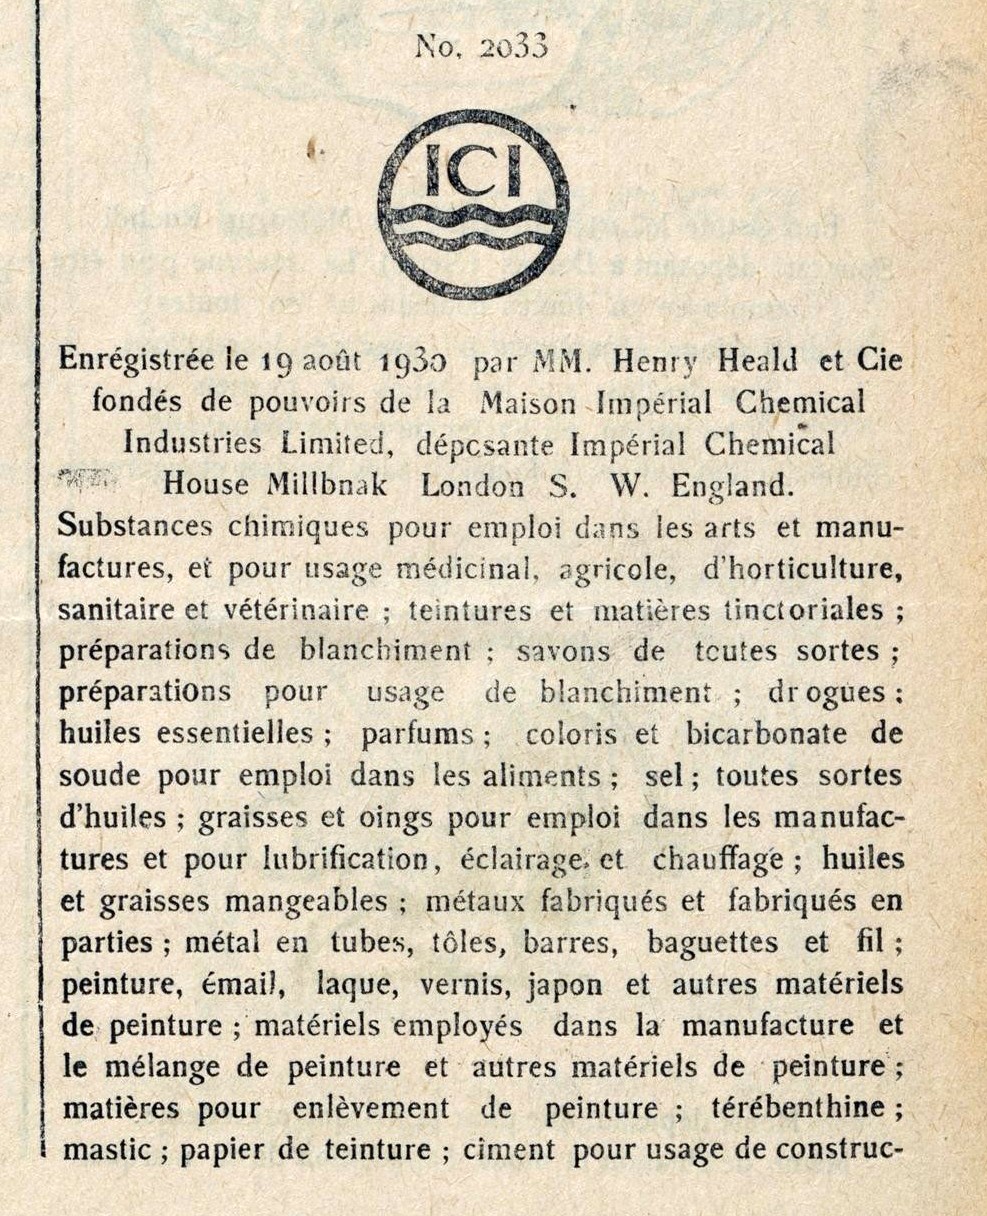 No. 2033
ICI
Enrégistrée le 19 août 1930 par MM. Henry Heald et Cie
fondés de pouvoirs de la Maison Impérial Chemical
Industries Limited, déposante Impérial Chemical
House Millbnak London S. W. England.
Substances chimiques pour emploi dans les arts et manu-
factures, et pour usage médicinal, agricole, d'horticulture,
sanitaire et vétérinaire ; teintures et matières tinctoriales ;
préparations de blanchiment ; savons de toutes sortes ;
préparations pour usage de blanchiment ; drogues ;
huiles essentielles ; parfums ; coloris et bicarbonate de
soude pour emploi dans les aliments ; sel ; toutes sortes
d'huiles ; graisses et oings pour emploi dans les manufac-
tures et pour lubrification, éclairage, et chauffage ; huiles
et graisses mangeables ; métaux fabriqués et fabriqués en
parties ; métal en tubes, tôles, barres, baguettes et fil ;
peinture, émail, laque, vernis, japon et autres matériels
de peinture ; matériels employés dans la manufacture et
le mélange de peinture et autres matériels de peinture ;
matières pour enlèvement de peinture ; térébenthine ;
mastic ; papier de teinture ; ciment pour usage de construc-